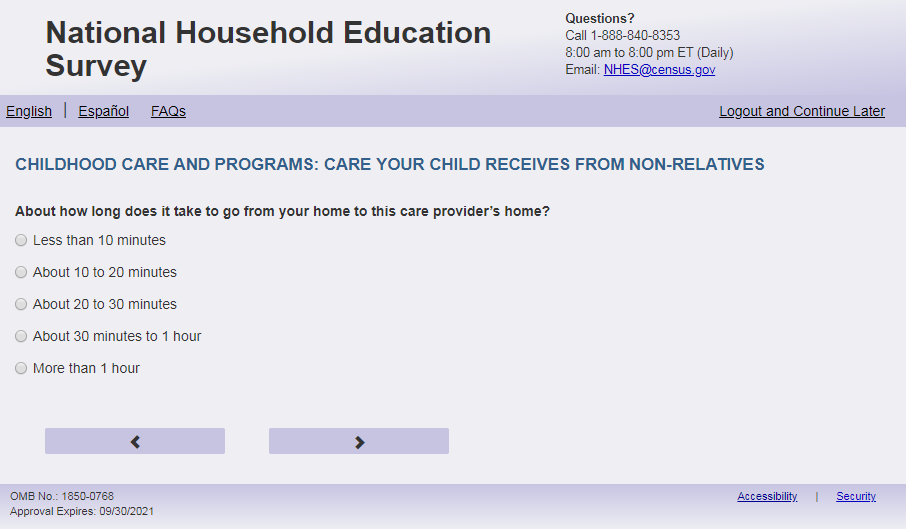 National Household Education
Survey
Questions?
Call 1-888-840-8353
8:00 am to 8:00 pm ET (Daily)
Email: NHES@census.gov
English | Español FAQs
Logout and Continue Later
CHILDHOOD CARE AND PROGRAMS: CARE YOUR CHILD RECEIVES FROM NON-RELATIVES
About how long does it take to go from your home to this care provider’s home?
Less than 10 minutes
About 10 to 20 minutes
About 20 to 30 minutes
About 30 minutes to 1 hour
More than 1 hour
OMB No.: 1850-0768
Approval Expires: 09/30/2021
Accessibility | Security